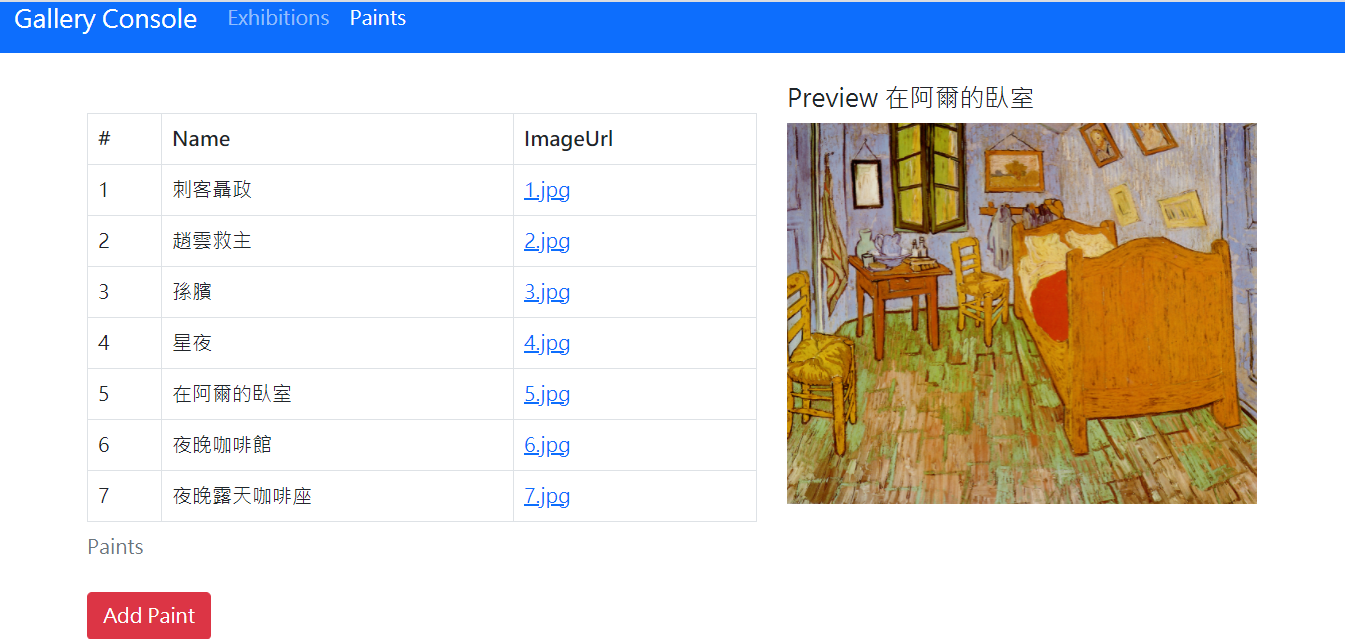 Gallery Console Exhibitions Paints
# Name ImageUrl
1 刺客聶政 1.jpg
2 趙雲救主 2.jpg
3 孫臏 3.jpg
4 星夜 4.jpg
5 在阿爾的臥室 5.jpg
6 夜晚咖啡館 6.jpg
7 夜晚露天咖啡座 7.jpg
Paints
Add Paint
Preview 在阿爾的臥室